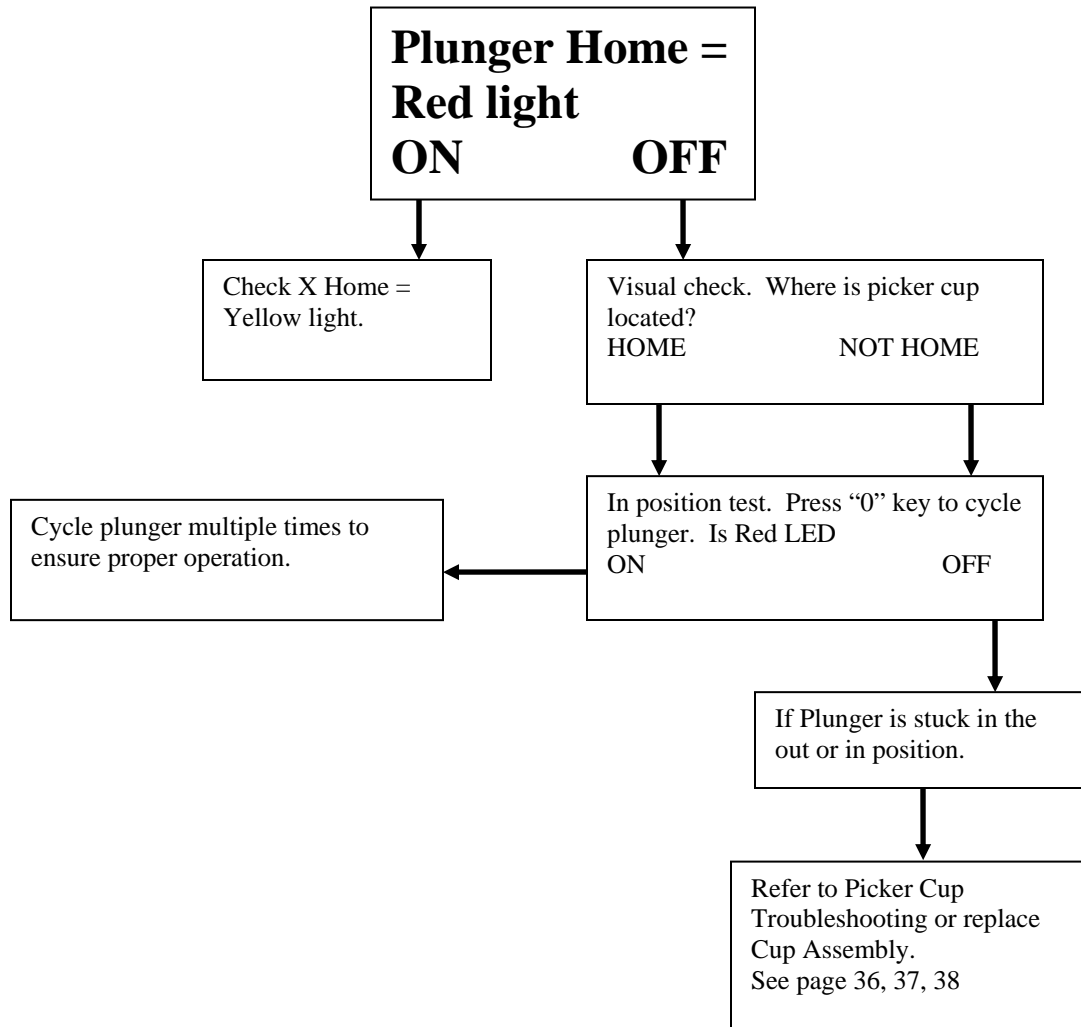 Plunger Home =
Red light
ON OFF
Check X Home =
Yellow light.
Visual check. Where is picker cup
located?
HOME NOT HOME
In position test. Press “0” key to cycle
plunger. Is Red LED
ON OFF
Cycle plunger multiple times to
ensure proper operation.
If Plunger is stuck in the
out or in position.
Refer to Picker Cup
Troubleshooting or replace
Cup Assembly.
See page 36, 37, 38